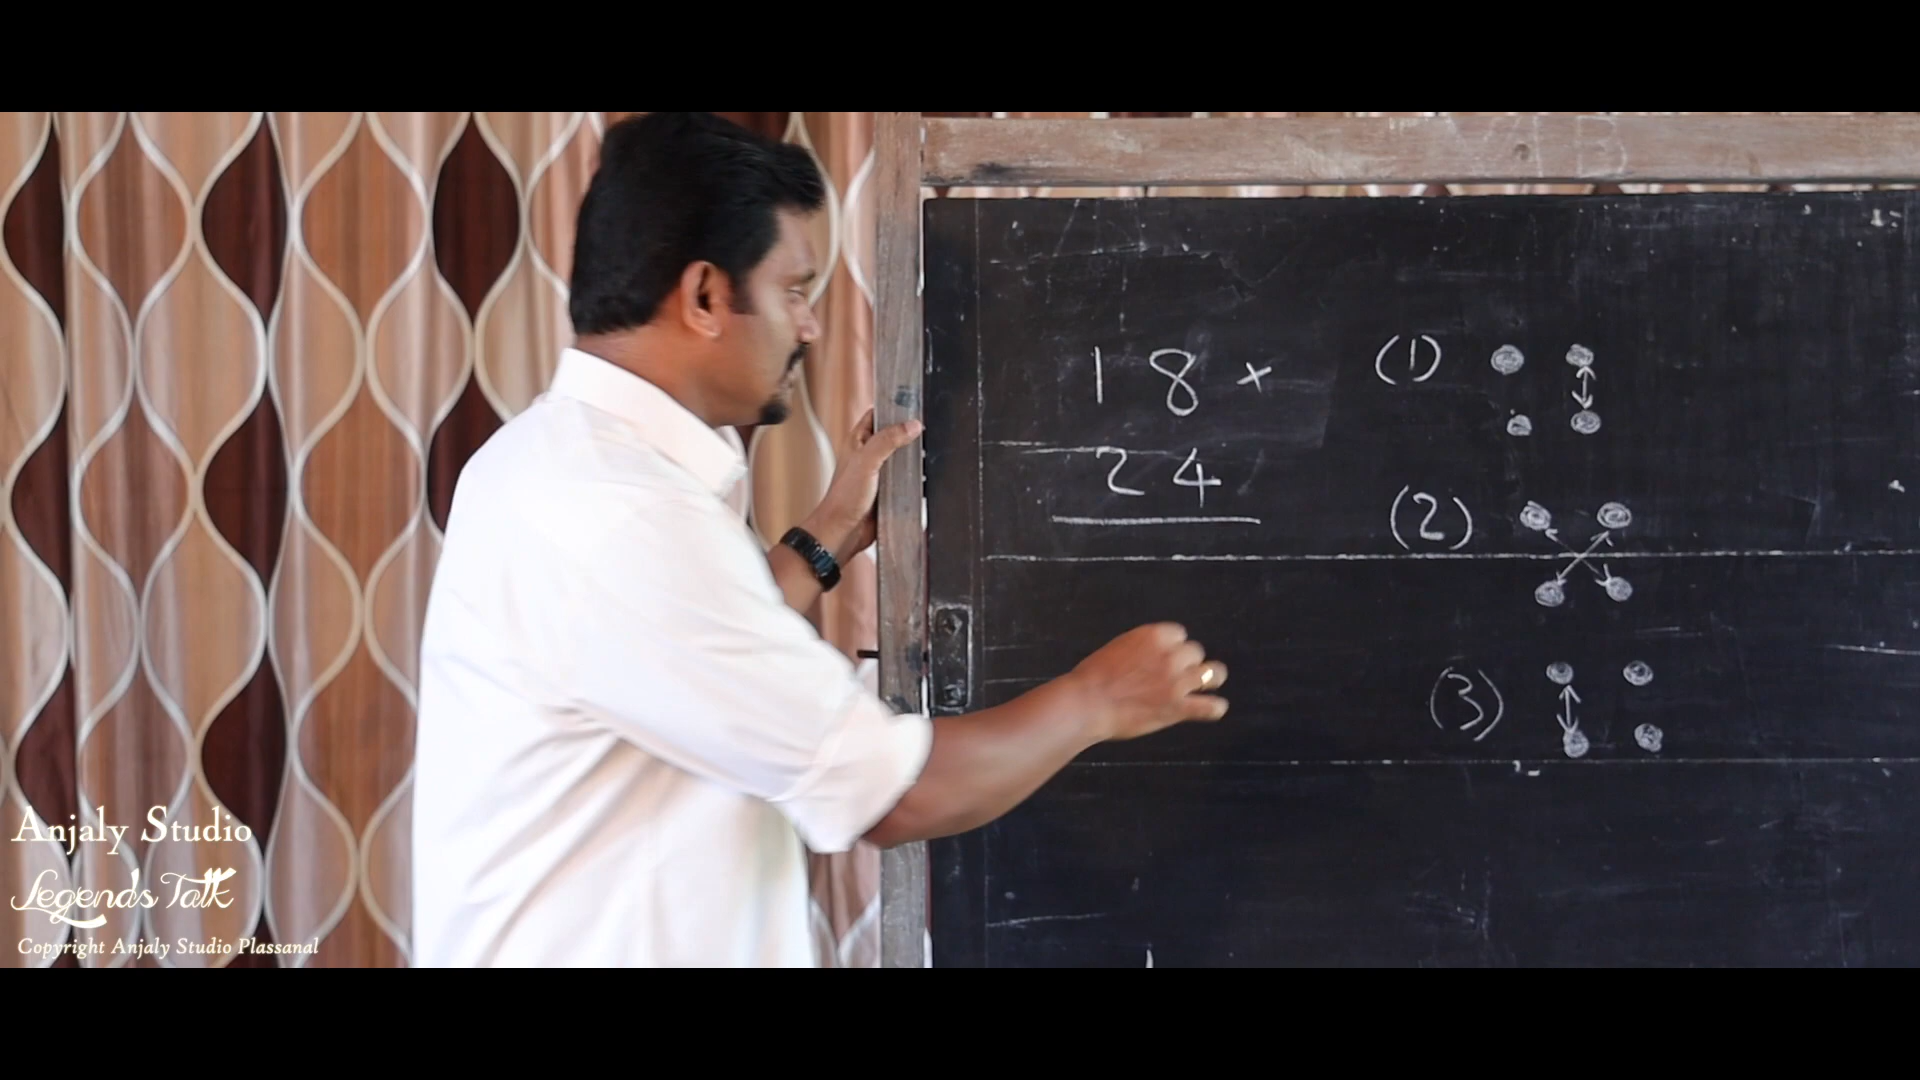 18 ×
24
(1)
(2)
(3)
Anjaly Studio
Legends Talk
Copyright Anjaly Studio Plassanal